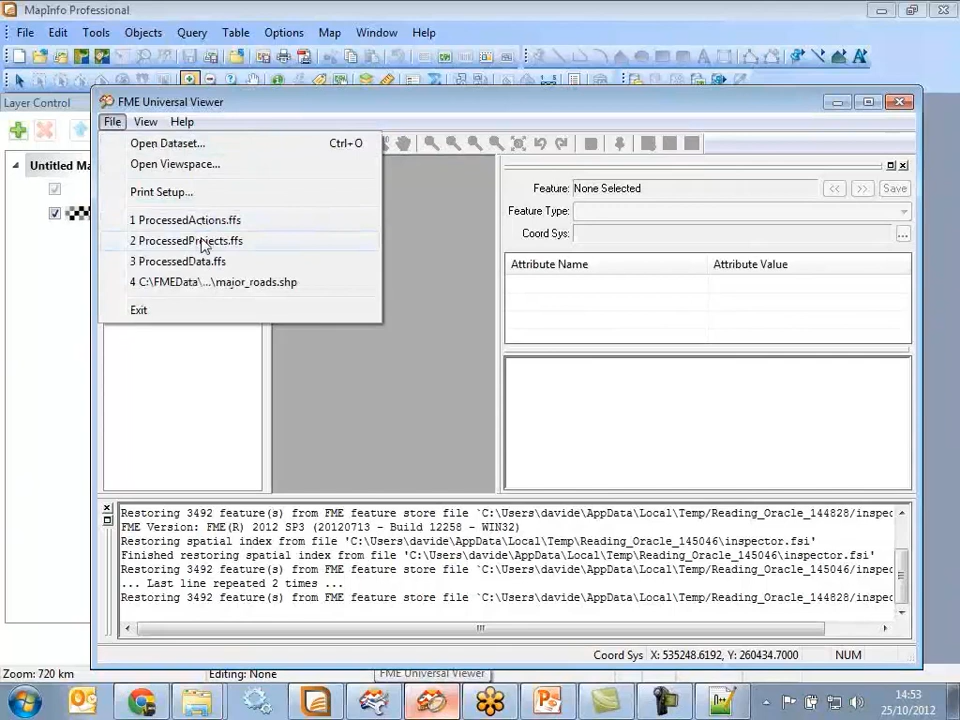 MapInfo Professional
File Edit Tools Objects Query Table Options Map Window Help
Layer Control
FME Universal Viewer
File View Help
Open Dataset... Ctrl+O
Open Viewspace...
Print Setup...
1 ProcessedActions.ffs
2 ProcessedProjects.ffs
3 ProcessedData.ffs
4 C:\FMEData\...\major_roads.shp
Exit
Untitled Ma
Feature: None Selected
<< >> Save
Feature Type:
Coord Sys: ...
Attribute Name Attribute Value
Restoring 3492 feature(s) from FME feature store file `C:\Users\davide\AppData\Local\Temp/Reading_Oracle_144828/inspec
FME Version: FME(R) 2012 SP3 (20120713 - Build 12258 - WIN32)
Restoring spatial index from file 'C:\Users\davide\AppData\Local\Temp\Reading_Oracle_145046/inspector.fsi'
Finished restoring spatial index from file 'C:\Users\davide\AppData\Local\Temp\Reading_Oracle_145046/inspector.fsi'
Restoring 3492 feature(s) from FME feature store file `C:\Users\davide\AppData\Local\Temp/Reading_Oracle_145046/inspec
... Last line repeated 2 times ...
Restoring 3492 feature(s) from FME feature store file `C:\Users\davide\AppData\Local\Temp/Reading_Oracle_144828/inspec
Coord Sys X: 535248.6192, Y: 260434.7000 NUM
Zoom: 720 km Editing: None FME Universal Viewer
14:53
25/10/2012